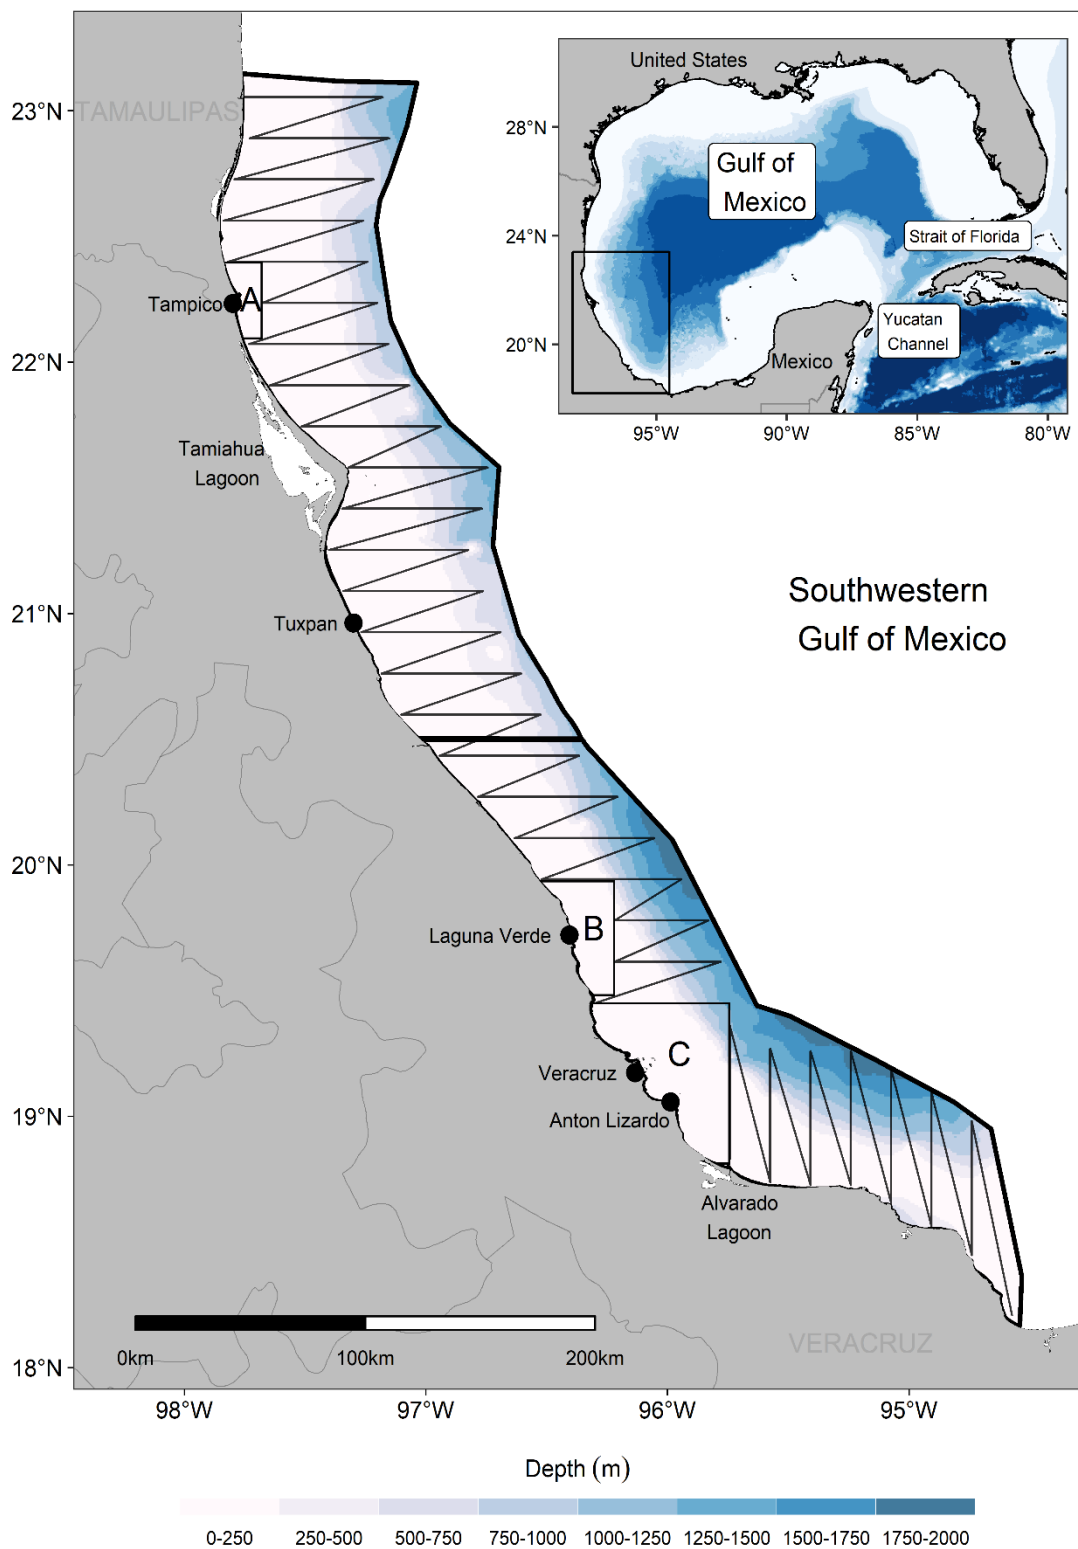 United States
28°N
Gulf of
Mexico
24°N
Strait of Florida
Yucatan
Channel
20°N
Mexico
95°W
90°W
85°W
80°W
23°N
TAMAULIPAS
A
Tampico
22°N
Tamiahua
Lagoon
Southwestern
Gulf of Mexico
21°N
Tuxpan
20°N
B
Laguna Verde
C
Veracruz
19°N
Anton Lizardo
Alvarado
Lagoon
VERACRUZ
0km
100km
200km
18°N
98°W
97°W
96°W
95°W
Depth (m)
0-250
250-500
500-750
750-1000
1000-1250
1250-1500
1500-1750
1750-2000